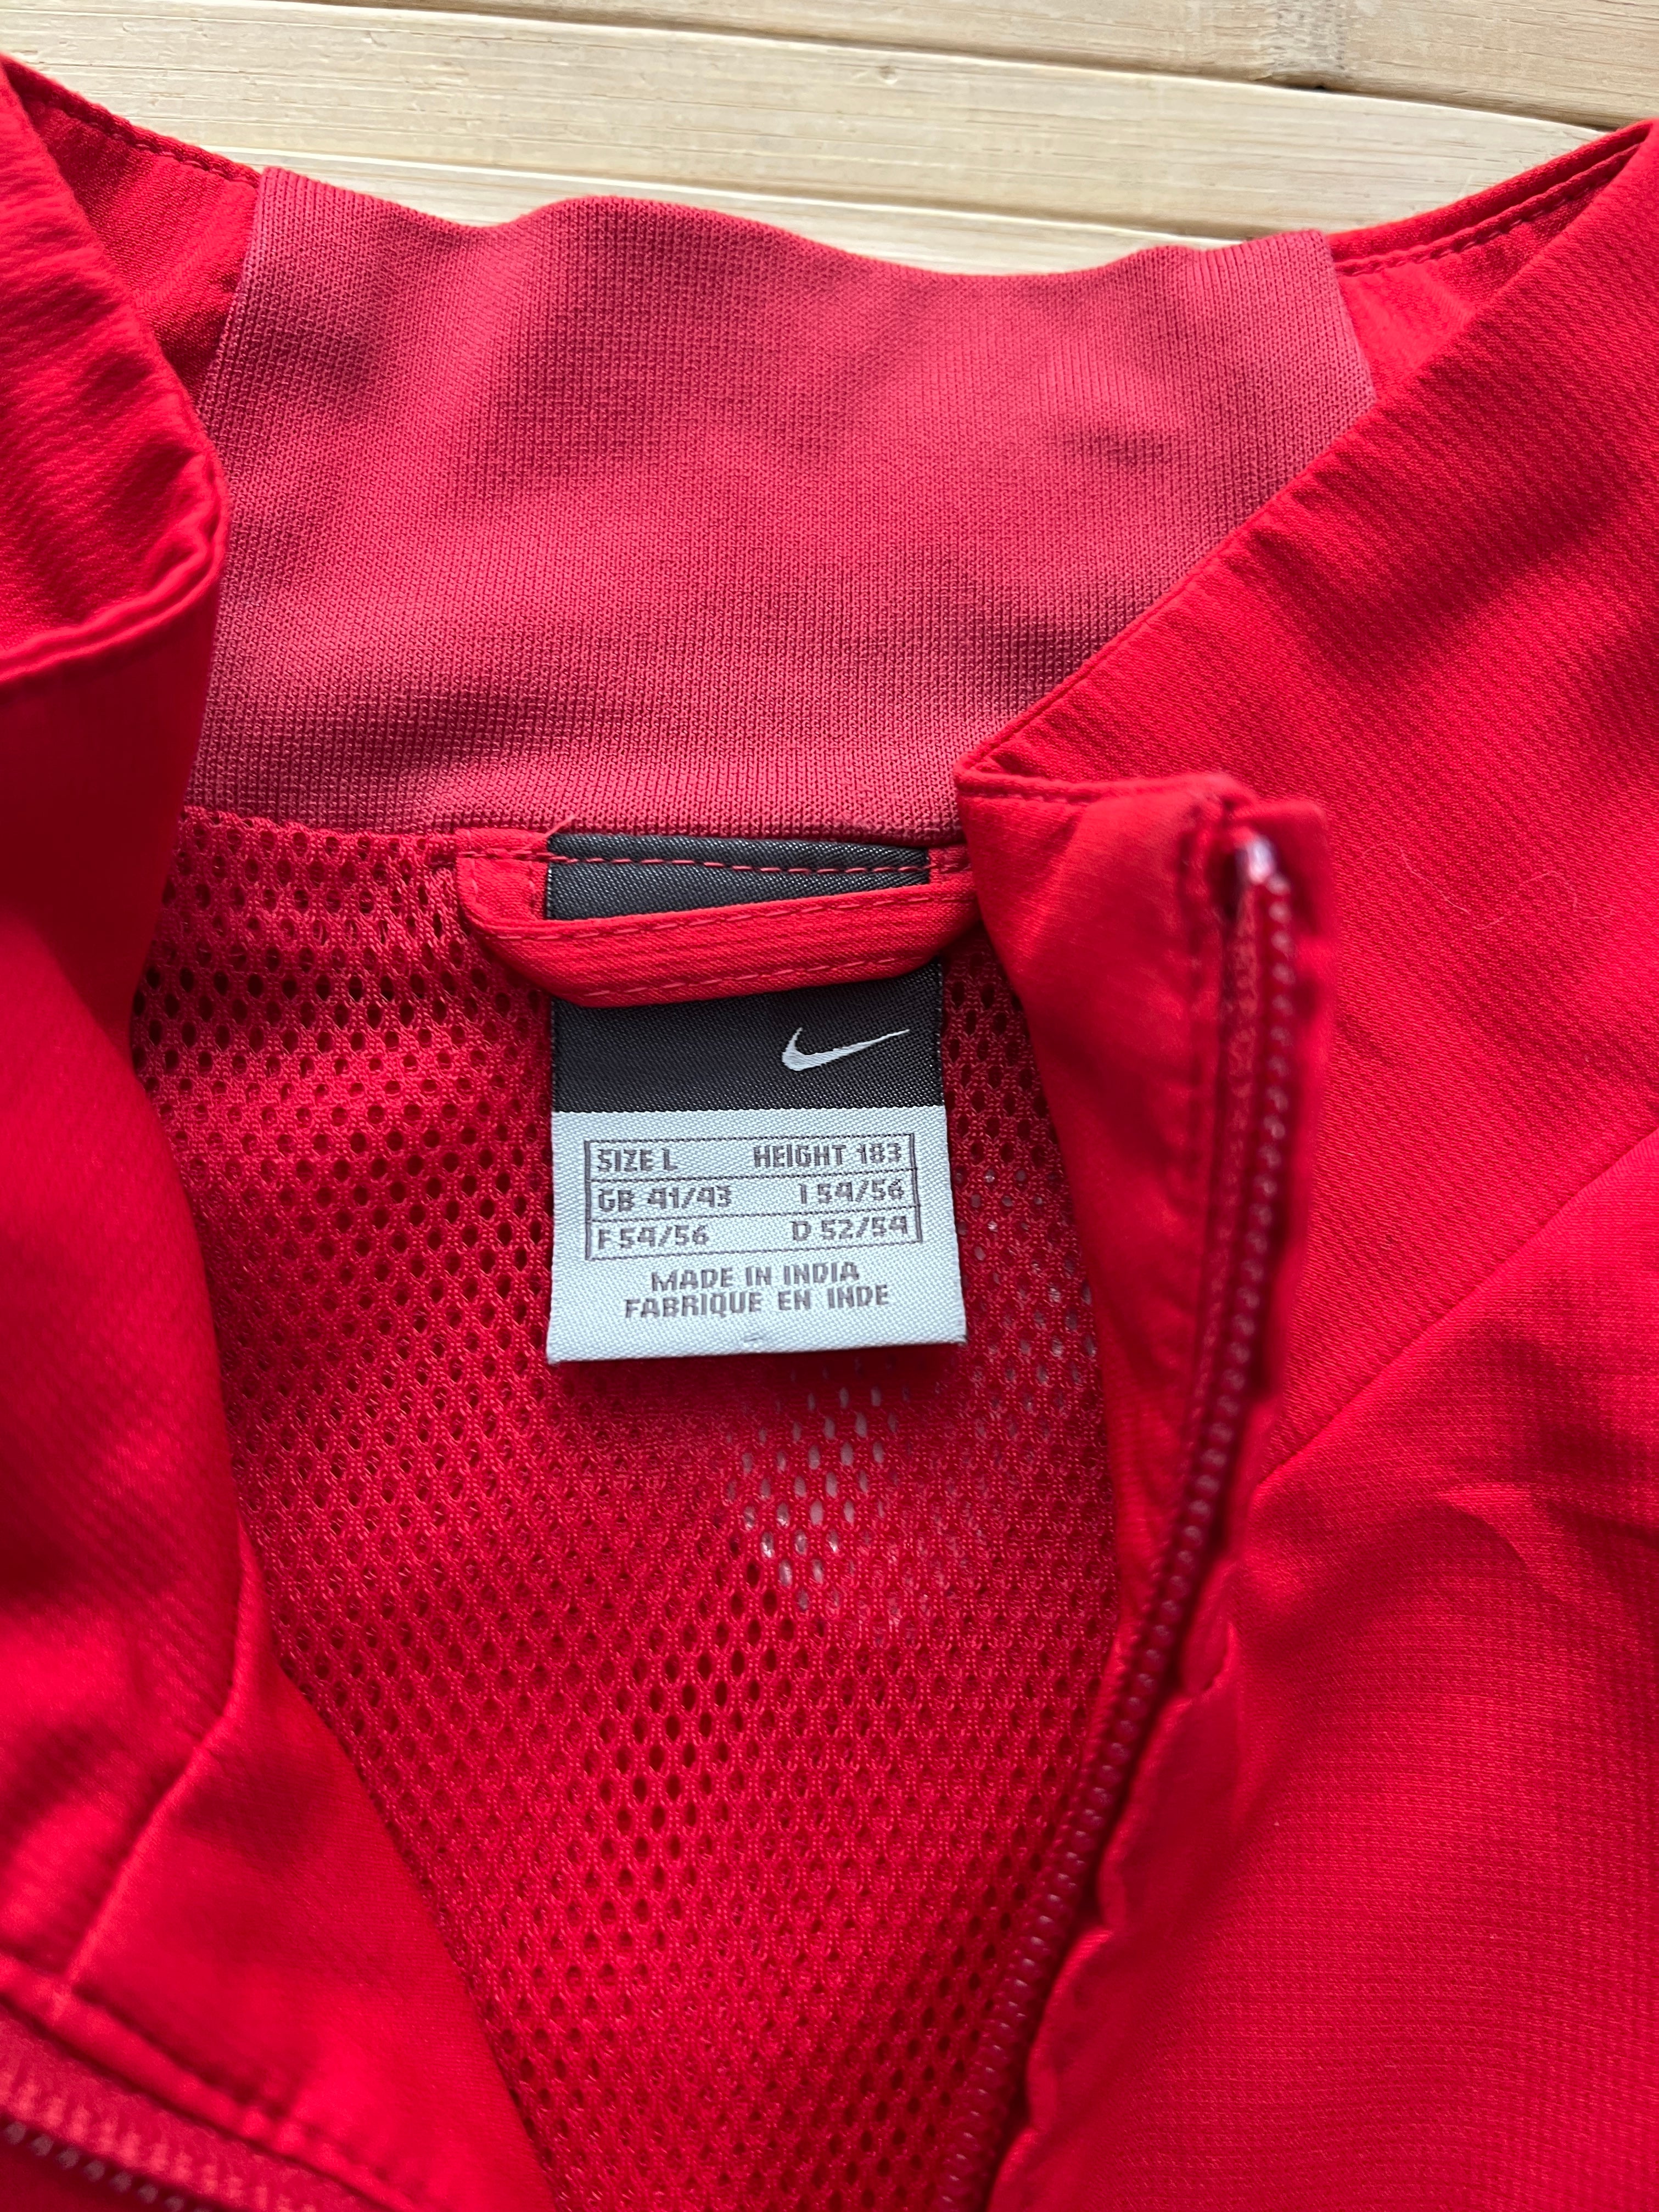 SIZE L HEIGHT 183
GB 41/43 I 54/56
F 54/56 D 52/54
MADE IN INDIA
FABRIQUE EN INDE